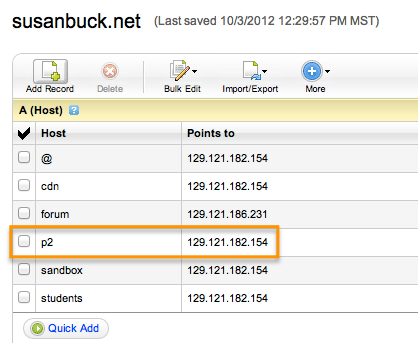 susanbuck.net (Last saved 10/3/2012 12:29:57 PM MST)
Add Record Delete Bulk Edit Import/Export More
A (Host) ?
Host Points to
@ 129.121.182.154
cdn 129.121.182.154
forum 129.121.186.231
p2 129.121.182.154
sandbox 129.121.182.154
students 129.121.182.154
Quick Add